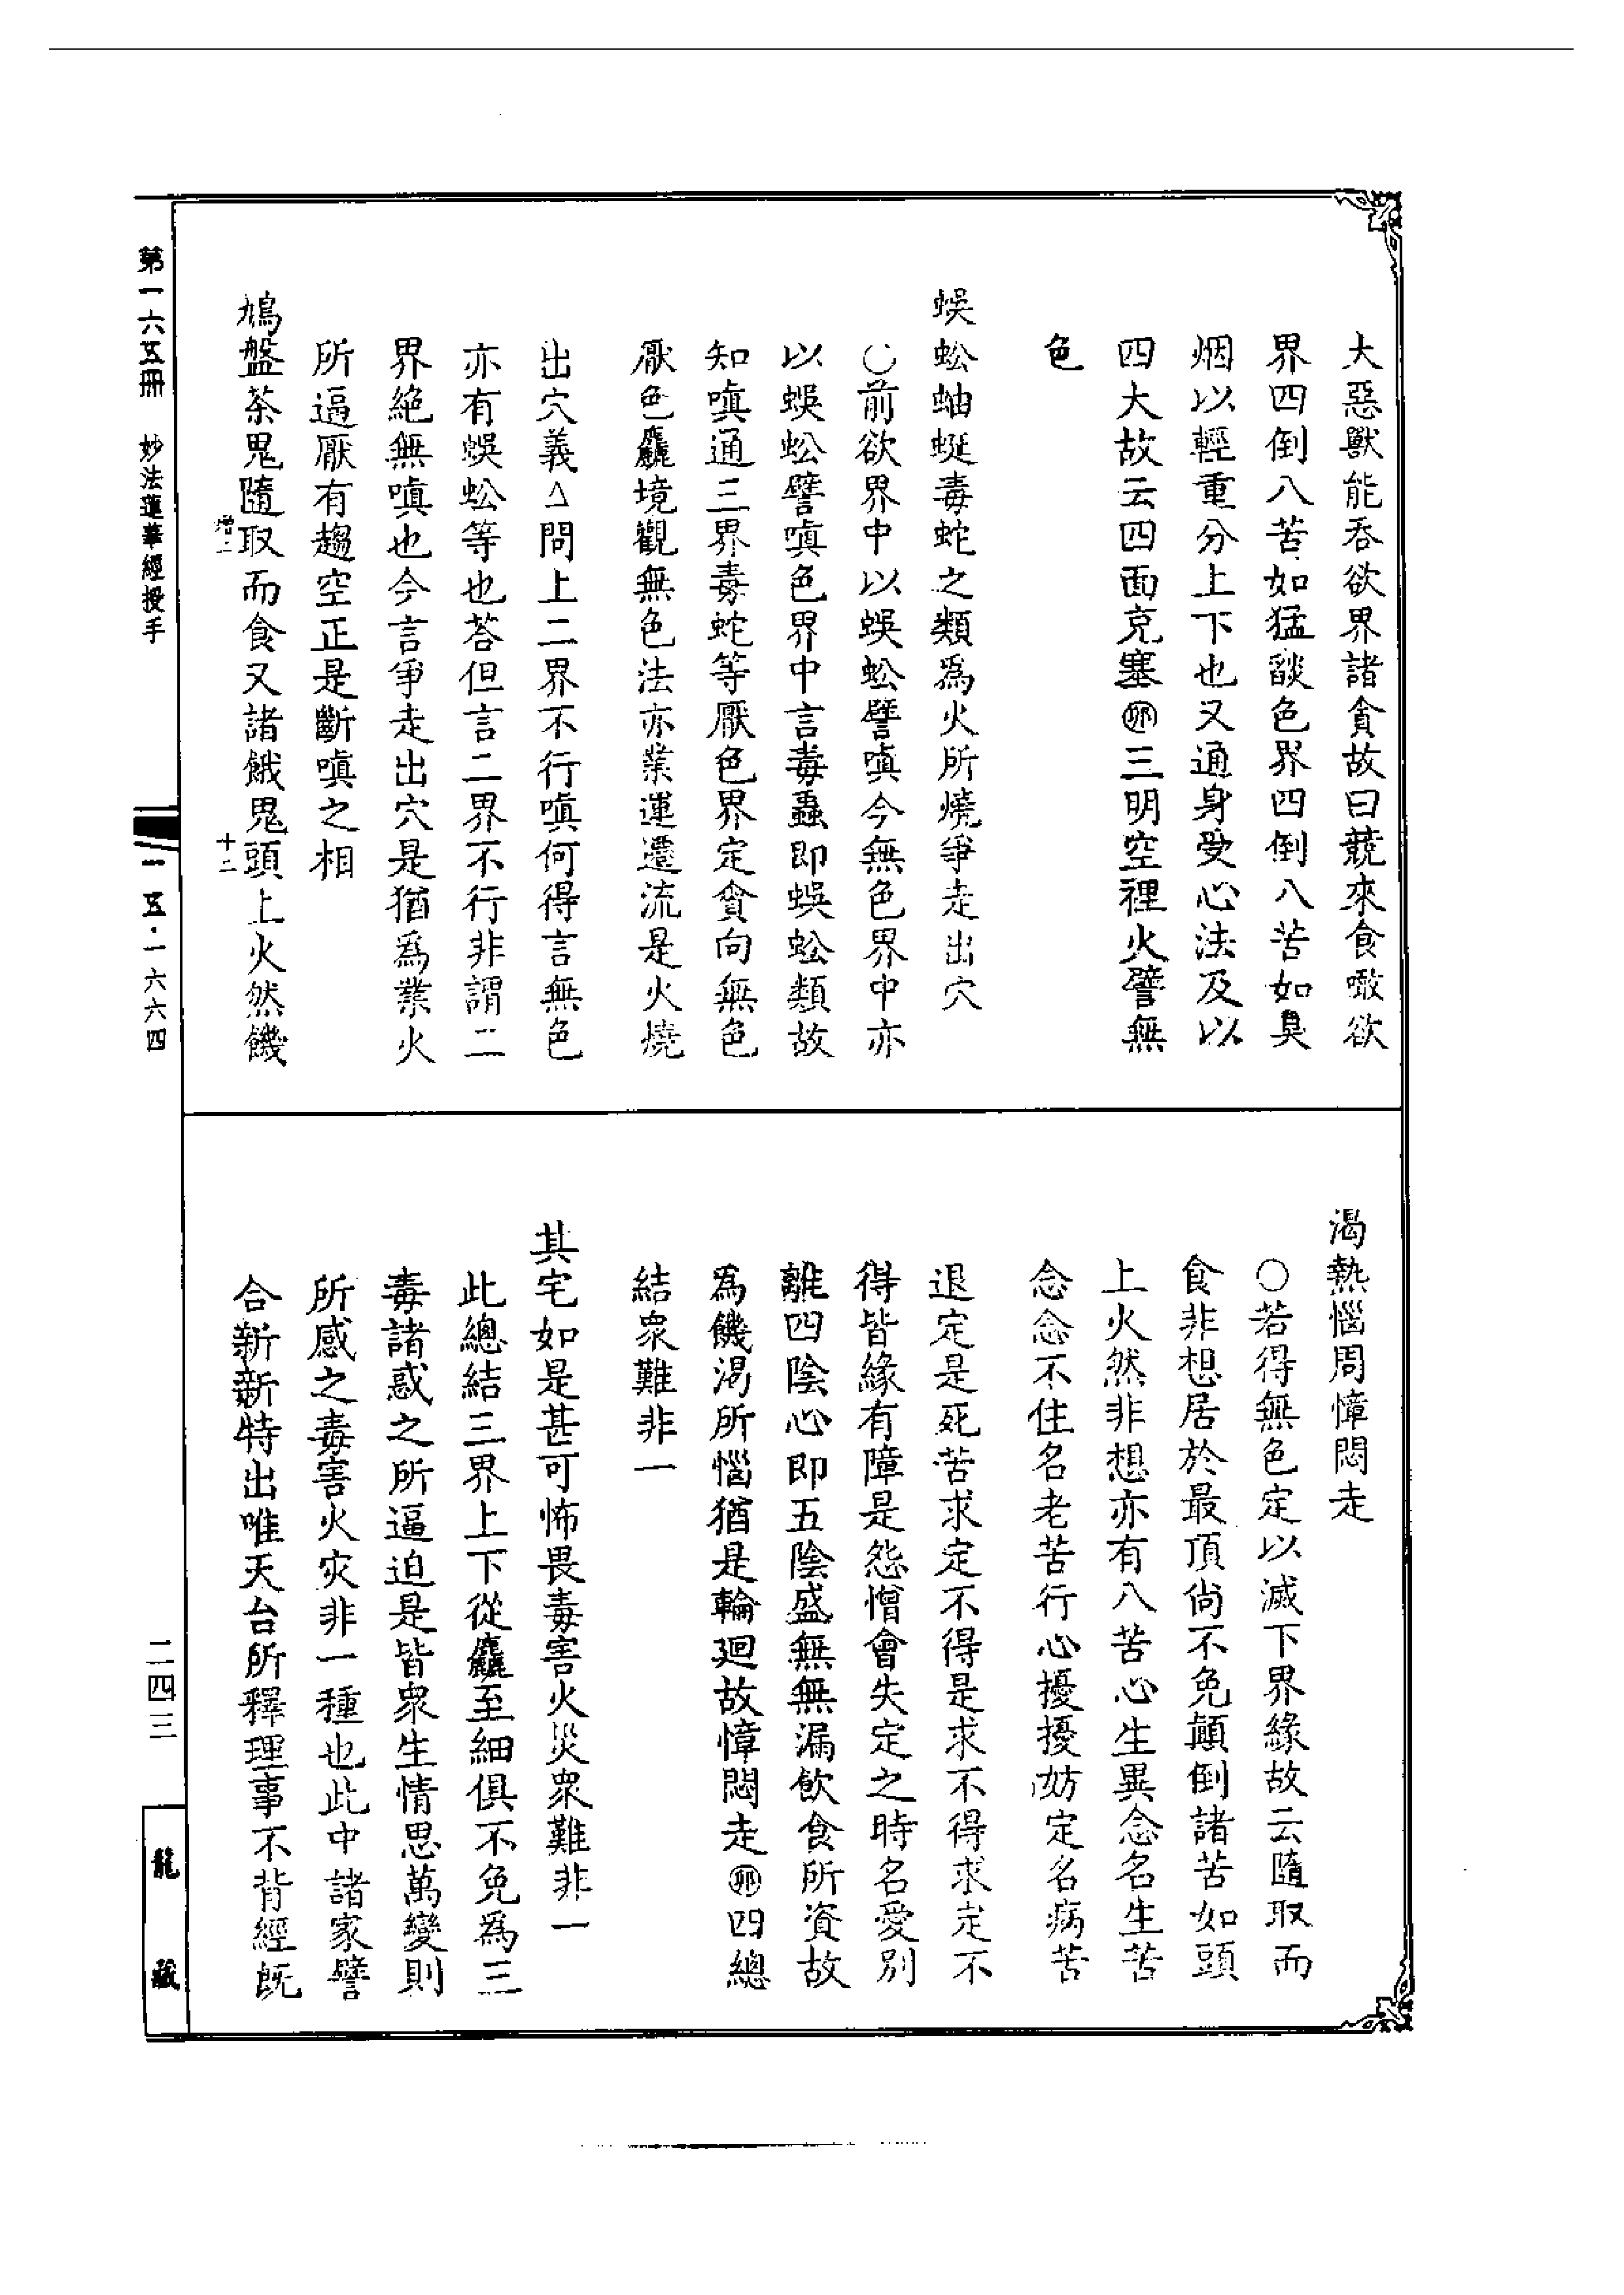 大惡獸能吞欲界諸貪故曰競來食噉欲
界四倒八苦如猛𦦨色界四倒八苦如臭
烟以輕重分上下也又通身受心法及以
四大故云四面充塞㊞三明空裡火譬無
色
蜈蚣蚰蜒毒蛇之類爲火所燒爭走出穴
○前欲界中以蜈蚣譬嗔今無色界中亦
以蜈蚣譬嗔色界中言毒蟲即蜈蚣類故
知嗔通三界毒蛇等厭色界定貪向無色
厭色麤境觀無色法亦業運遷流是火燒
出穴義△問上二界不行嗔何得言無色
亦有蜈蚣等也荅但言二界不行非謂二
界絶無嗔也今言爭走出穴是猶爲業火
所逼厭有趨空正是斷嗔之相
鳩盤茶鬼隨取而食又諸餓鬼頭上火然饑
渴熱惱周慞悶走
○若得無色定以滅下界緣故云隨取而
食非想居於最頂尚不免顛倒諸苦如頭
上火然非想亦有八苦心生異念名生苦
念念不住名老苦行心擾擾妨定名病苦
退定是死苦求定不得是求不得求定不
得皆緣有障是怨憎會失定之時名愛別
離四陰心即五陰盛無無漏飲食所資故
爲饑渴所惱猶是輪廻故慞悶走㊞四總
結衆難非一
其宅如是甚可怖畏毒害火災衆難非一
此總結三界上下從麤至細俱不免爲三
毒諸惑之所逼迫是皆衆生情思萬變則
所感之毒害火灾非一種也此中諸家譬
合新新特出唯天台所釋理事不背經旣
增二
十二
第一六五冊 妙法蓮華經授手
一五·一六六四
二四三
龍藏